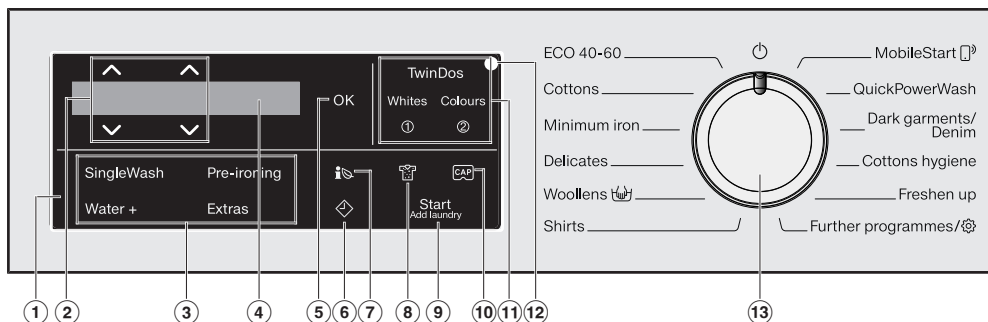 TwinDos
OK Whites Colours
① ②
SingleWash Pre-ironing
CAP
Water + Extras
Start
Add laundry
ECO 40-60
Cottons
Minimum iron
Delicates
Woollens
Shirts
MobileStart
QuickPowerWash
Dark garments/
Denim
Cottons hygiene
Freshen up
Further programmes/
① ② ③ ④ ⑤ ⑥ ⑦ ⑧ ⑨ ⑩ ⑪ ⑫ ⑬